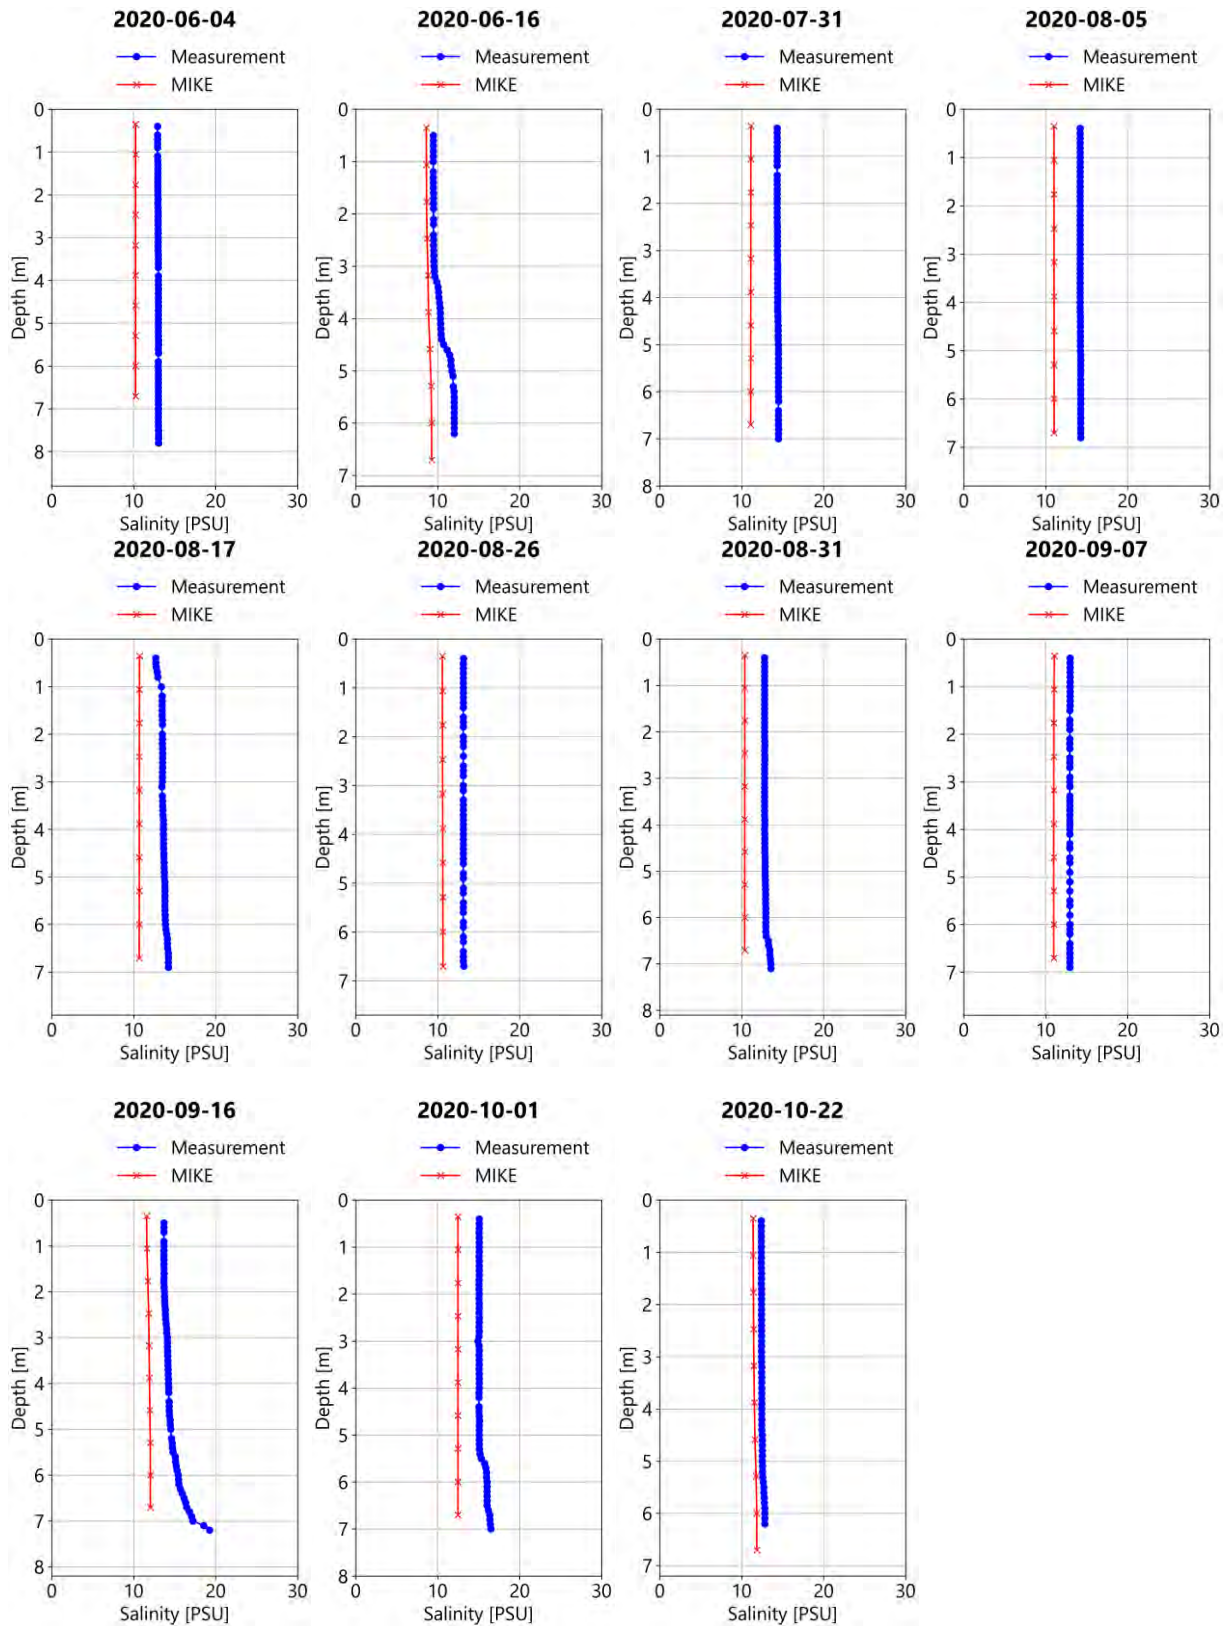 2020-06-04
Measurement
MIKE
0
1
2
3
4
5
6
7
8
Depth [m]
0 10 20 30
Salinity [PSU]
2020-06-16
Measurement
MIKE
0
1
2
3
4
5
6
7
Depth [m]
0 10 20 30
Salinity [PSU]
2020-07-31
Measurement
MIKE
0
1
2
3
4
5
6
7
8
Depth [m]
0 10 20 30
Salinity [PSU]
2020-08-05
Measurement
MIKE
0
1
2
3
4
5
6
7
Depth [m]
0 10 20 30
Salinity [PSU]
2020-08-17
Measurement
MIKE
0
1
2
3
4
5
6
7
Depth [m]
0 10 20 30
Salinity [PSU]
2020-08-26
Measurement
MIKE
0
1
2
3
4
5
6
7
Depth [m]
0 10 20 30
Salinity [PSU]
2020-08-31
Measurement
MIKE
0
1
2
3
4
5
6
7
8
Depth [m]
0 10 20 30
Salinity [PSU]
2020-09-07
Measurement
MIKE
0
1
2
3
4
5
6
7
Depth [m]
0 10 20 30
Salinity [PSU]
2020-09-16
Measurement
MIKE
0
1
2
3
4
5
6
7
8
Depth [m]
0 10 20 30
Salinity [PSU]
2020-10-01
Measurement
MIKE
0
1
2
3
4
5
6
7
8
Depth [m]
0 10 20 30
Salinity [PSU]
2020-10-22
Measurement
MIKE
0
1
2
3
4
5
6
7
Depth [m]
0 10 20 30
Salinity [PSU]